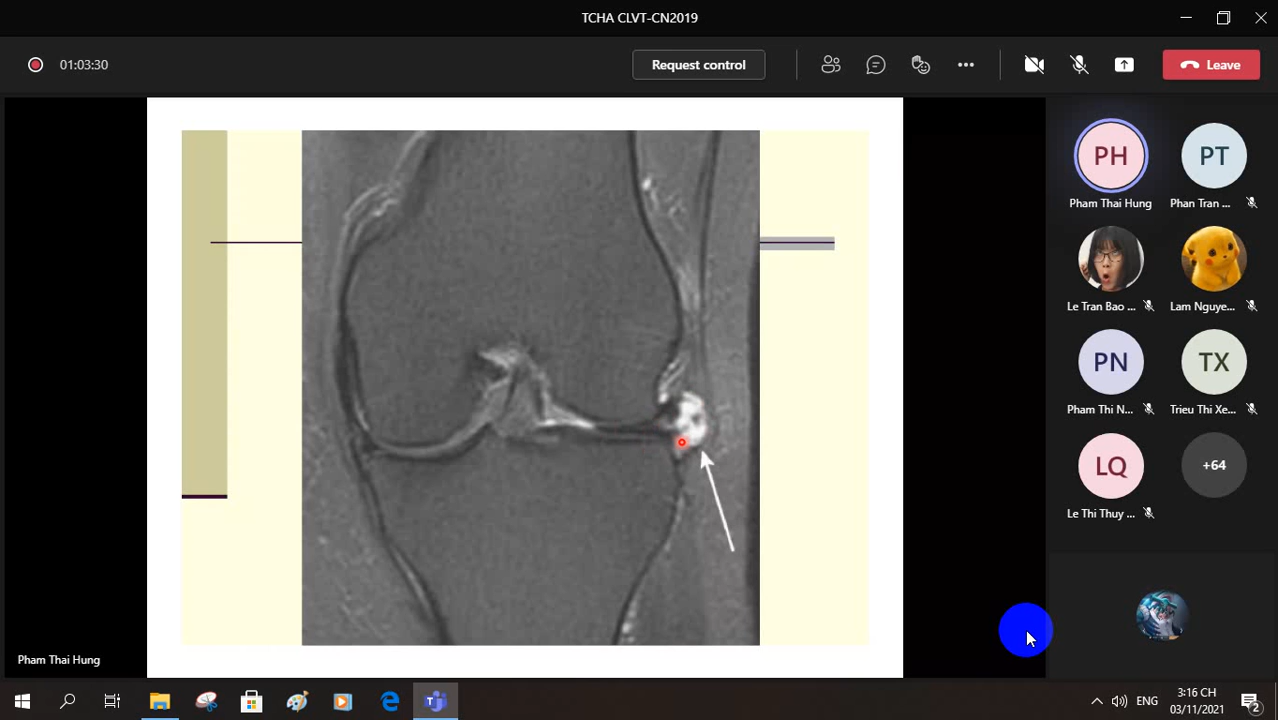 TCHA CLVT-CN2019
01:03:30
Request control
Leave
PH
PT
Pham Thai Hung
Phan Tran ...
Le Tran Bao ...
Lam Nguye...
PN
TX
Pham Thi N...
Trieu Thi Xe...
LQ
+64
Le Thi Thuy ...
Pham Thai Hung
ENG
3:16 CH
03/11/2021
2